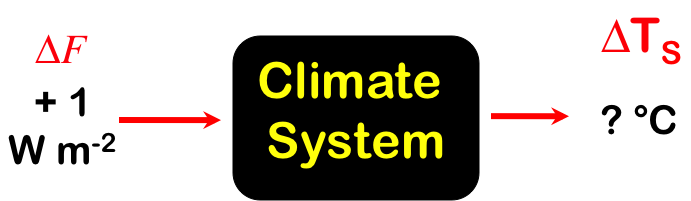 ΔF
+ 1
W m-2
Climate
System
ΔTS
? °C